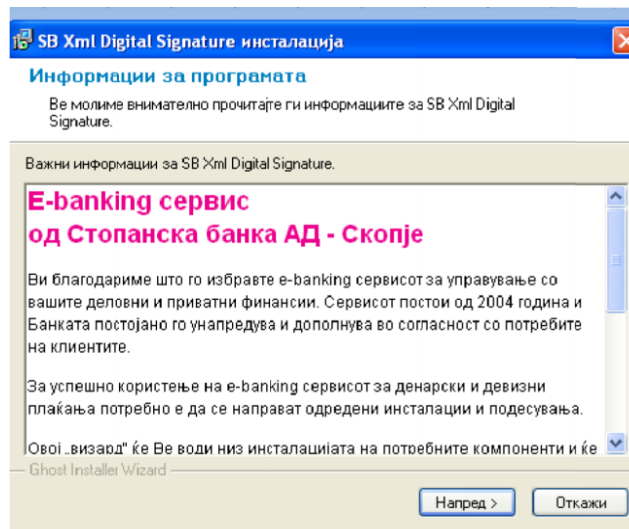 SB Xml Digital Signature инсталација
Информации за програмата
Ве молиме внимателно прочитајте ги информациите за SB Xml Digital
Signature.
Важни информации за SB Xml Digital Signature.
E-banking сервис
од Стопанска банка АД - Скопје
Ви благодариме што го избравте e-banking сервисот за управување со
вашите деловни и приватни финансии. Сервисот постои од 2004 година и
Банката постојано го унапредува и дополнува во согласност со потребите
на клиентите.
За успешно користење на e-banking сервисот за денарски и девизни
плаќања потребно е да се направат одредени инсталации и подесувања.
Овој „визард" ќе Ве води низ инсталацијата на потребните компоненти и ќе
Ghost Installer Wizard
Напред >
Откажи